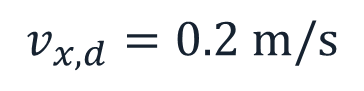 v_{x,d} = 0.2 m/s